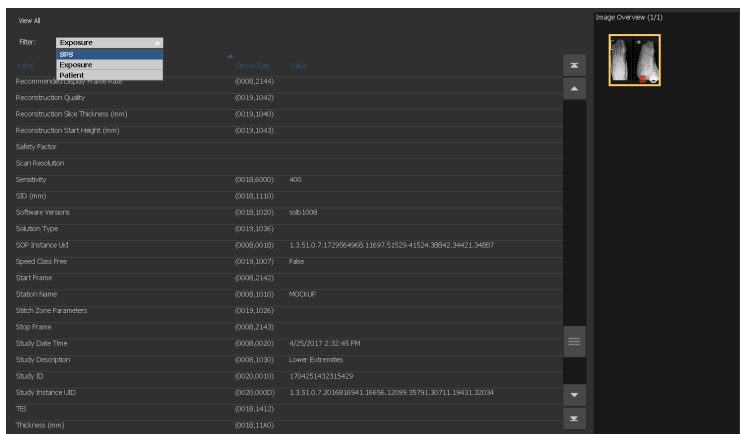 View All
Image Overview (1/1)
Filter: Exposure
SPS
Exposure
Patient
Label Dicom Tag Value
Recommended Display Frame Rate (0008,2144)
Reconstruction Quality (0019,1042)
Reconstruction Slice Thickness (mm) (0019,1040)
Reconstruction Start Height (mm) (0019,1043)
Safety Factor
Scan Resolution
Sensitivity (0018,6000) 400
SID (mm) (0018,1110)
Software Versions (0018,1020) solb1008
Solution Type (0019,1036)
SOP Instance Uid (0008,0018) 1.3.51.0.7.1729564968.11697.51529.41524.38842.34421.34887
Speed Class Free (0019,1007) False
Start Frame (0008,2142)
Station Name (0008,1010) MOCKUP
Stitch Zone Parameters (0019,1026)
Stop Frame (0008,2143)
Study Date Time (0008,0020) 4/25/2017 2:32:45 PM
Study Description (0008,1030) Lower Extremities
Study ID (0020,0010) 1704251432315429
Study Instance UID (0020,000D) 1.3.51.0.7.2016816941.16656.12099.35791.30711.19431.32034
TEI (0018,1412)
Thickness (mm) (0018,11A0)